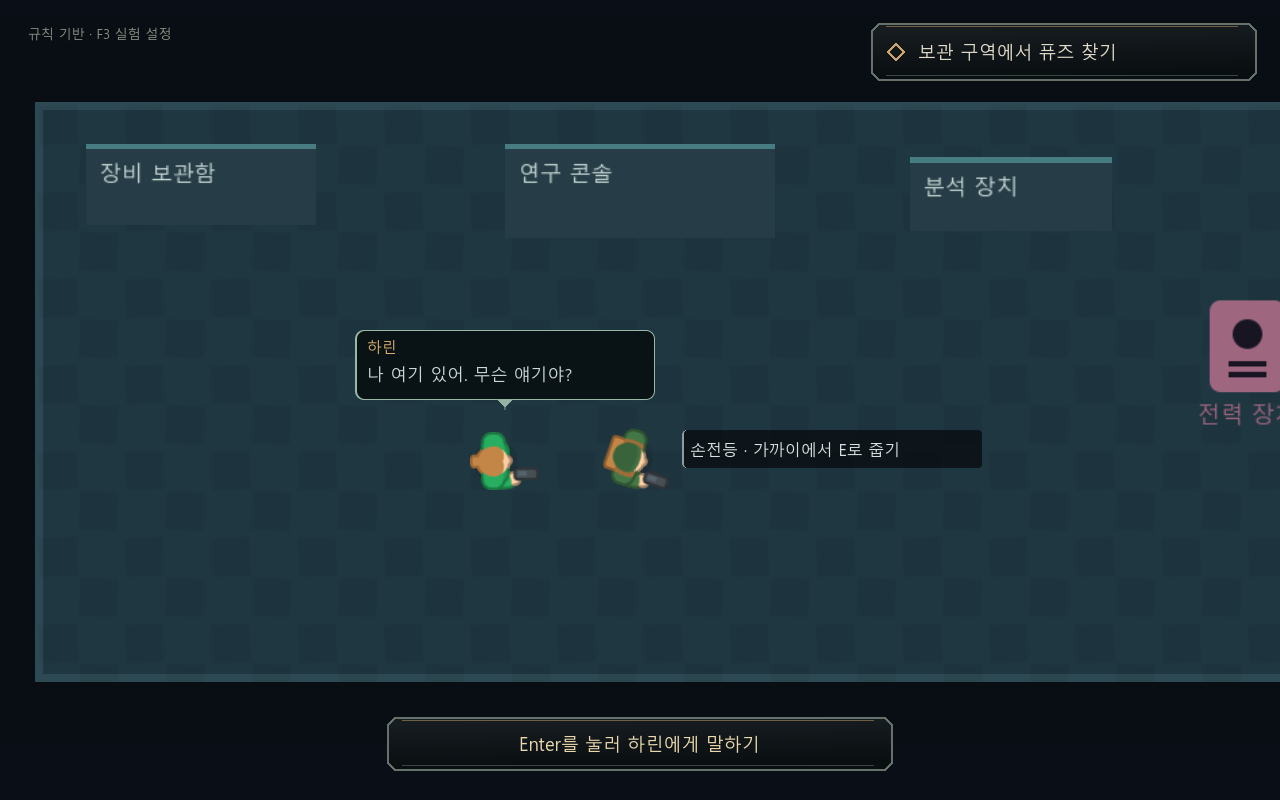 규칙 기반 · F3 실험 설정
보관 구역에서 퓨즈 찾기
장비 보관함
연구 콘솔
분석 장치
하린
나 여기 있어. 무슨 얘기야?
손전등 · 가까이에서 E로 줍기
전력
Enter를 눌러 하린에게 말하기